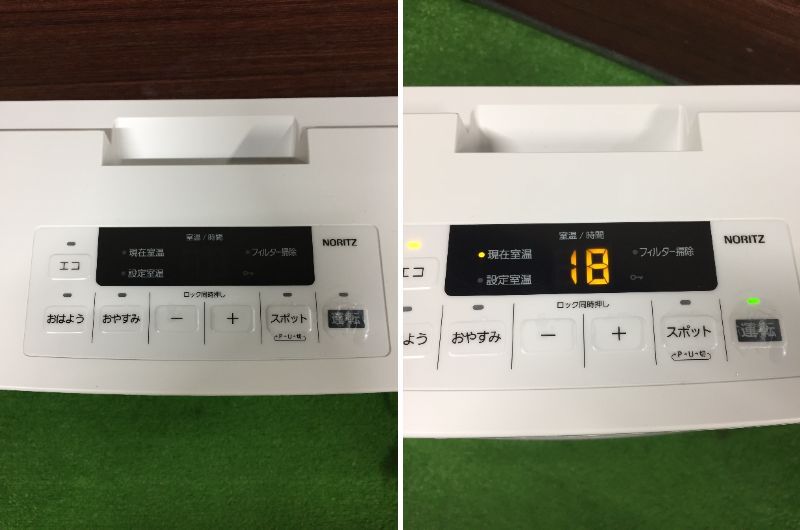 室温/時間
現在室温
フィルター掃除
NORITZ
設定室温
エコ
ロック同時押し
おはよう
おやすみ
－
＋
スポット
運転
P→U→切
室温/時間
現在室温
18
フィルター掃除
NORITZ
設定室温
エコ
ロック同時押し
よう
おやすみ
－
＋
スポット
運転
P→U→切